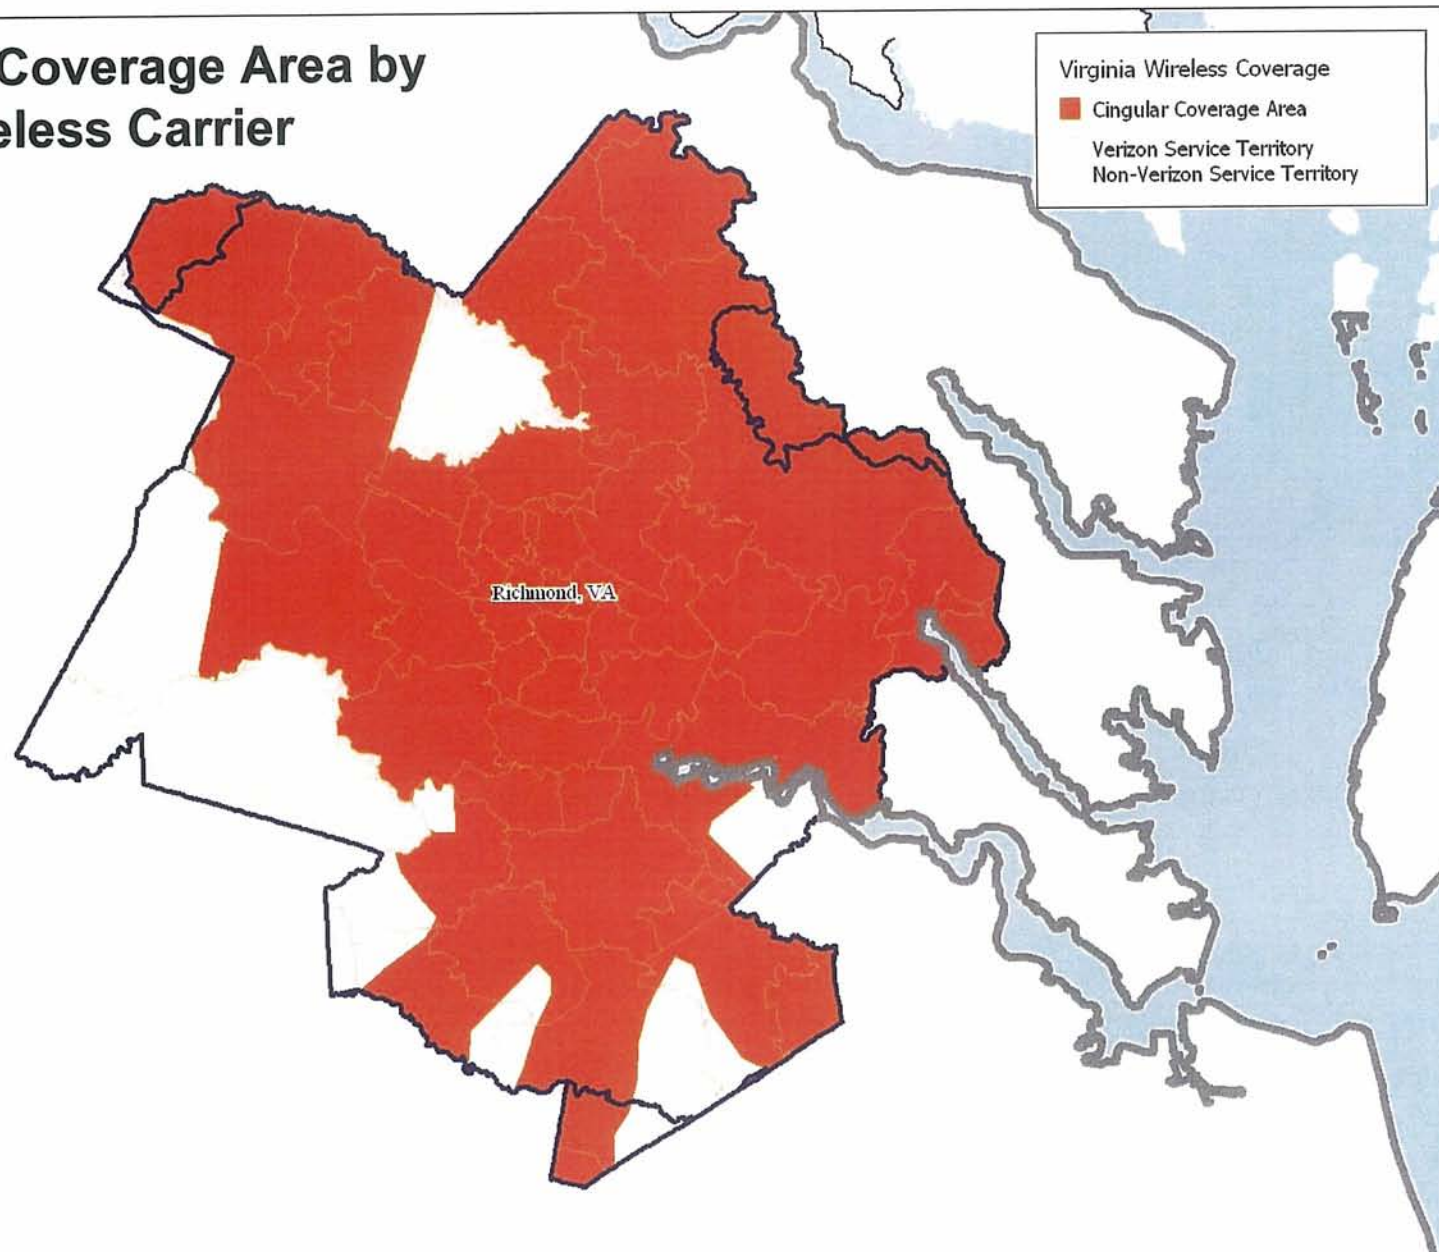 Coverage Area by
eless Carrier
Virginia Wireless Coverage
Cingular Coverage Area
Verizon Service Territory
Non-Verizon Service Territory
Richmond, VA